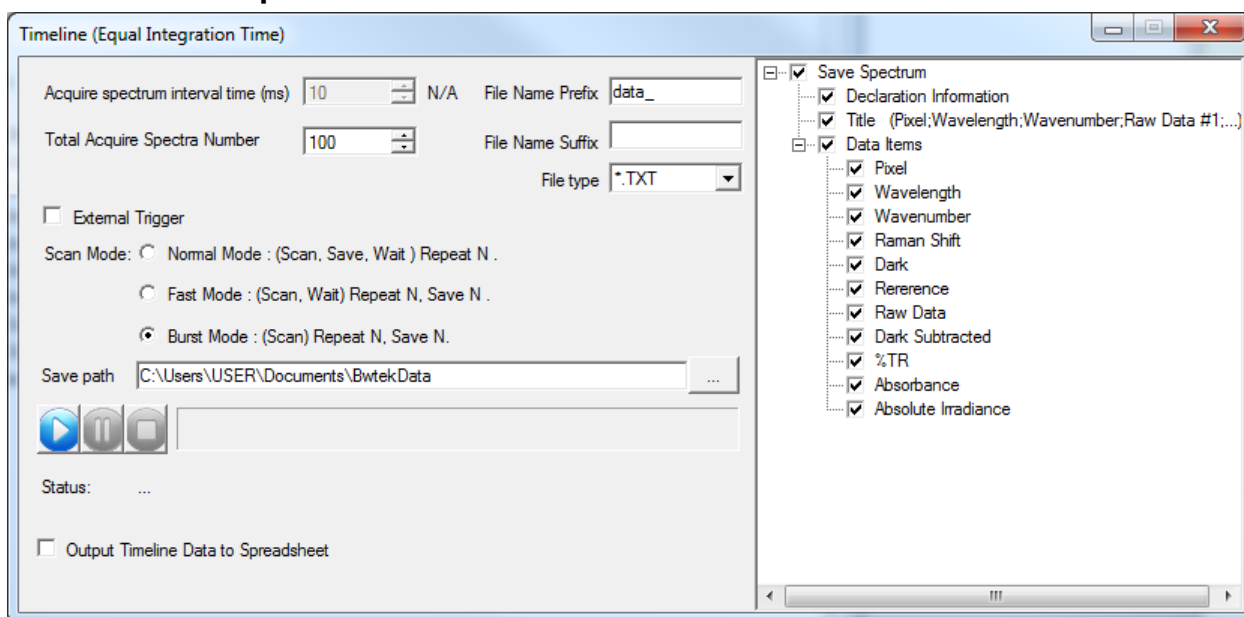 Timeline (Equal Integration Time)
Acquire spectrum interval time (ms) 10 N/A File Name Prefix data_
Total Acquire Spectra Number 100 File Name Suffix
File type *.TXT
External Trigger
Scan Mode: Normal Mode : (Scan, Save, Wait ) Repeat N .
Fast Mode : (Scan, Wait) Repeat N, Save N .
Burst Mode : (Scan) Repeat N, Save N.
Save path C:\Users\USER\Documents\BwtekData ...
Status: ...
Output Timeline Data to Spreadsheet
Save Spectrum
Declaration Information
Title (Pixel;Wavelength;Wavenumber;Raw Data #1;...)
Data Items
Pixel
Wavelength
Wavenumber
Raman Shift
Dark
Rererence
Raw Data
Dark Subtracted
%TR
Absorbance
Absolute Irradiance